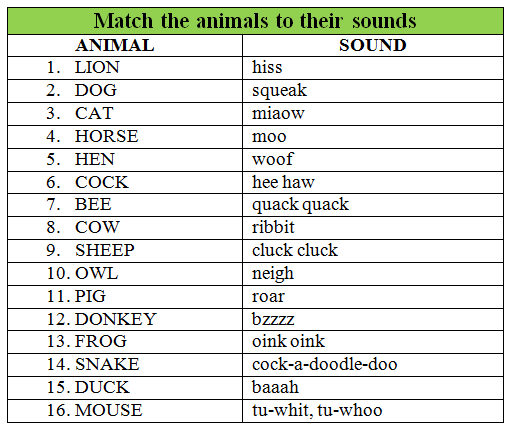 Match the animals to their sounds
ANIMAL SOUND
1. LION hiss
2. DOG squeak
3. CAT miaow
4. HORSE moo
5. HEN woof
6. COCK hee haw
7. BEE quack quack
8. COW ribbit
9. SHEEP cluck cluck
10. OWL neigh
11. PIG roar
12. DONKEY bzzzz
13. FROG oink oink
14. SNAKE cock-a-doodle-doo
15. DUCK baaah
16. MOUSE tu-whit, tu-whoo